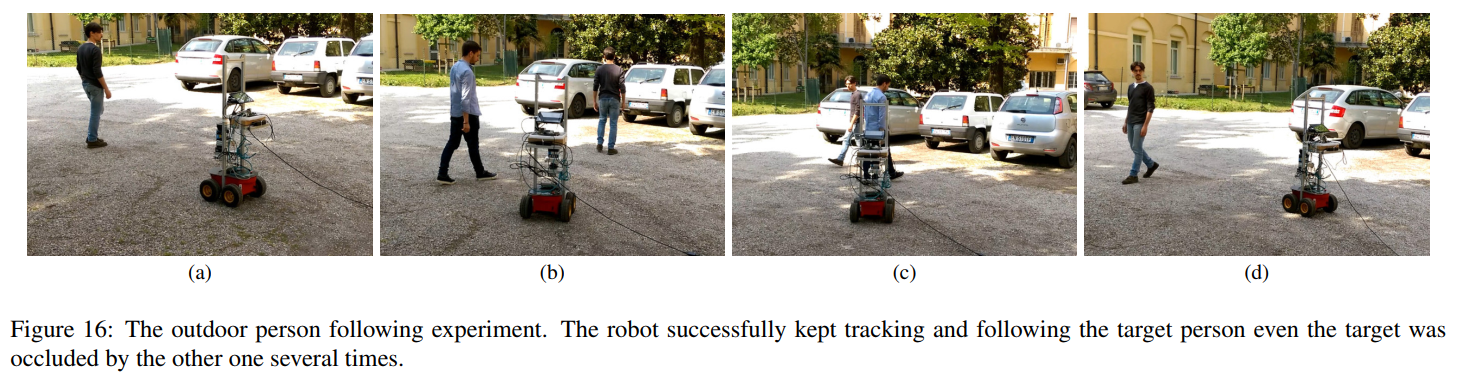 (a)
(b)
(c)
(d)
Figure 16: The outdoor person following experiment. The robot successfully kept tracking and following the target person even the target was
occluded by the other one several times.